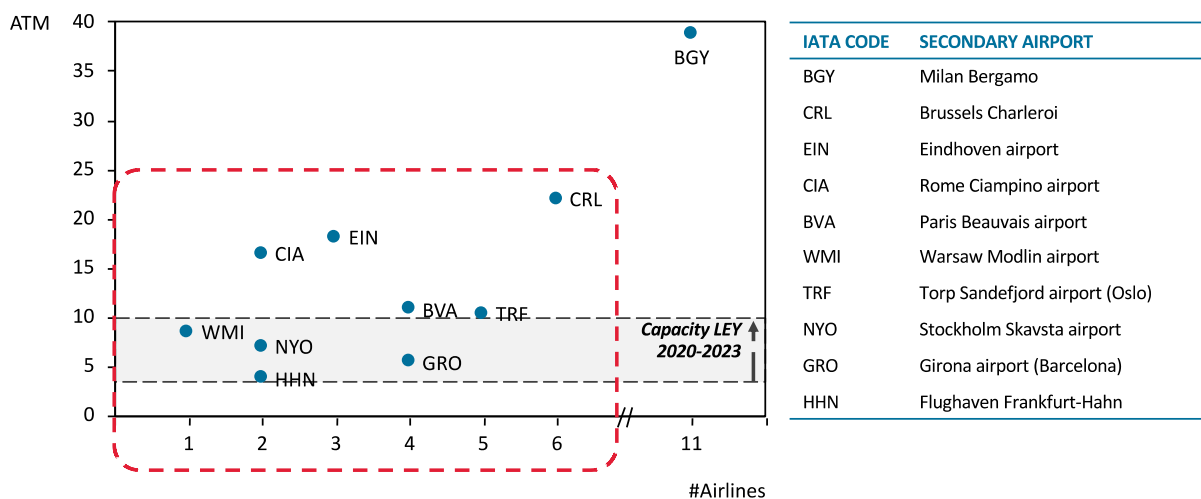 ATM
40
35
30
25
20
15
10
5
0
BGY
CRL
EIN
CIA
BVA
TRF
WMI
NYO
GRO
HHN
Capacity LEY
2020-2023
1 2 3 4 5 6 11
#Airlines
IATA CODE SECONDARY AIRPORT
BGY Milan Bergamo
CRL Brussels Charleroi
EIN Eindhoven airport
CIA Rome Ciampino airport
BVA Paris Beauvais airport
WMI Warsaw Modlin airport
TRF Torp Sandefjord airport (Oslo)
NYO Stockholm Skavsta airport
GRO Girona airport (Barcelona)
HHN Flughaven Frankfurt-Hahn